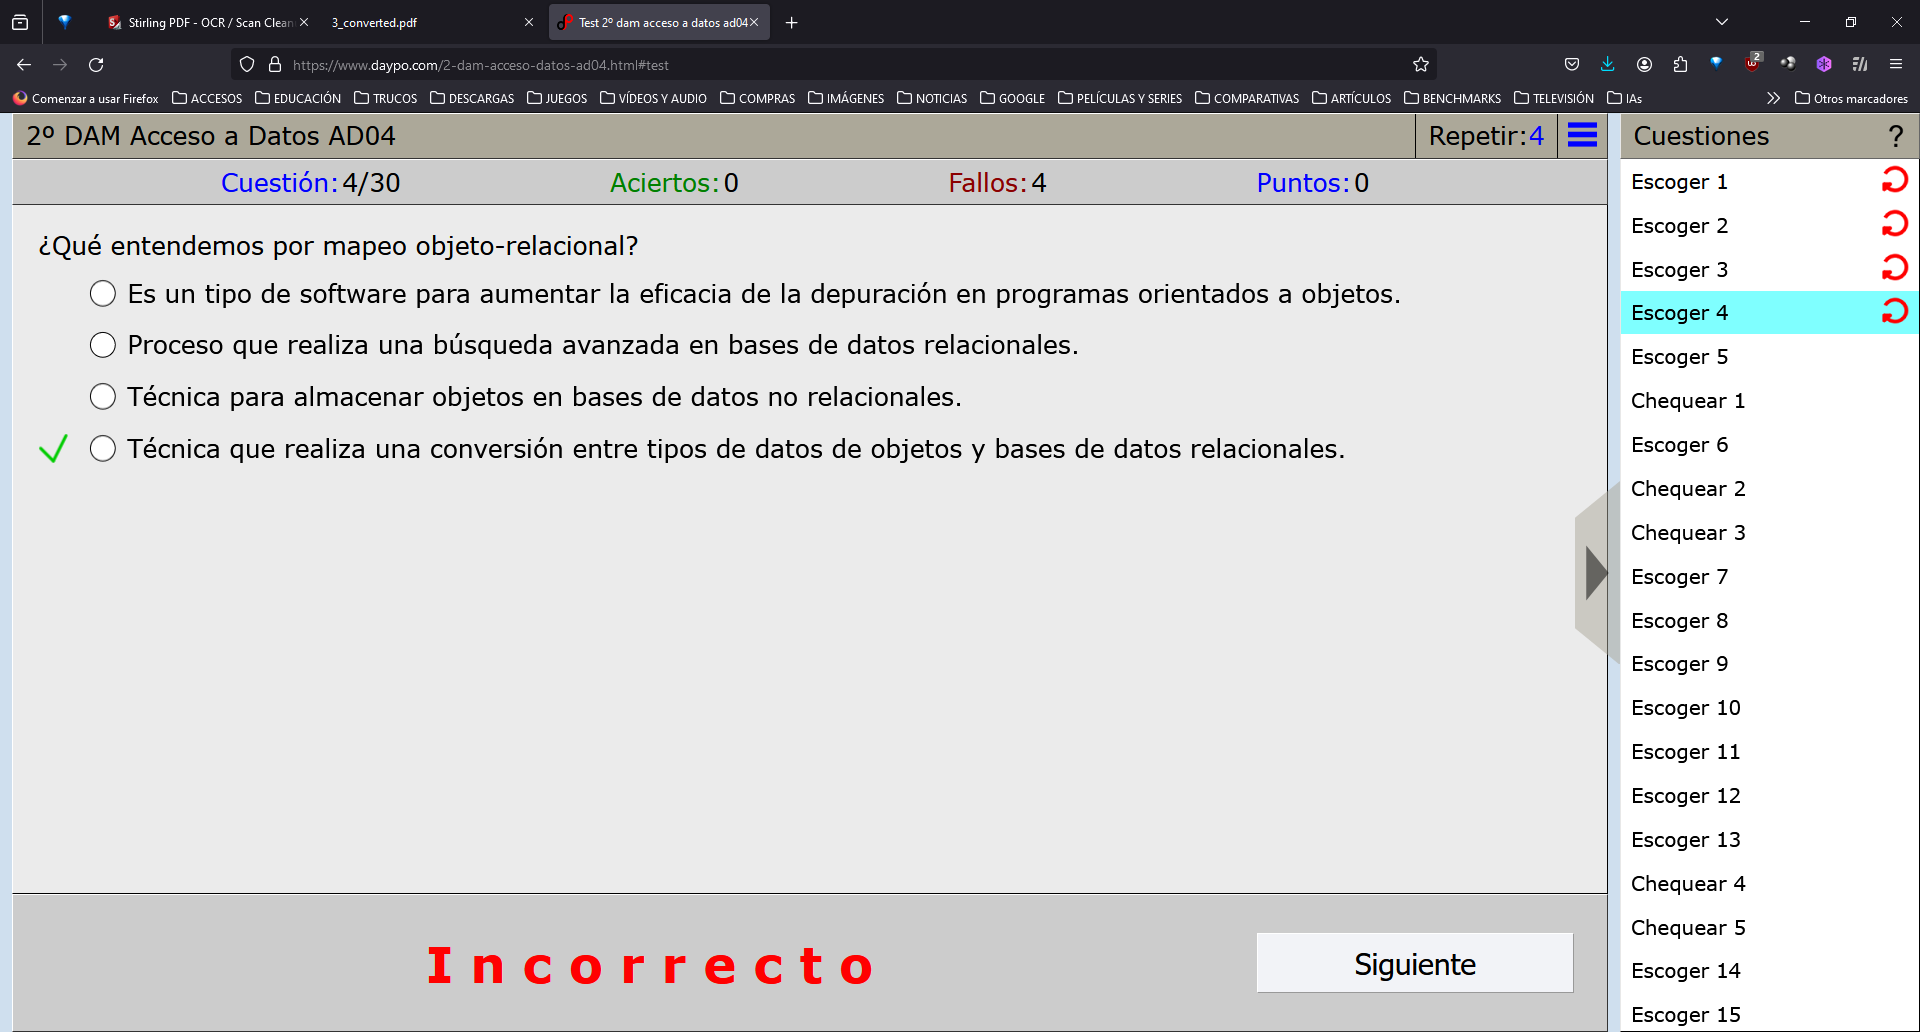 Stirling PDF - OCR / Scan Clean
3_converted.pdf
Test 2º dam acceso a datos ad04
https://www.daypo.com/2-dam-acceso-datos-ad04.html#test
2
Comenzar a usar Firefox
ACCESOS
EDUCACIÓN
TRUCOS
DESCARGAS
JUEGOS
VÍDEOS Y AUDIO
COMPRAS
IMÁGENES
NOTICIAS
GOOGLE
PELÍCULAS Y SERIES
COMPARATIVAS
ARTÍCULOS
BENCHMARKS
TELEVISIÓN
IAs
Otros marcadores
2º DAM Acceso a Datos AD04
Repetir:4
Cuestión:4/30
Aciertos:0
Fallos:4
Puntos:0
¿Qué entendemos por mapeo objeto-relacional?
Es un tipo de software para aumentar la eficacia de la depuración en programas orientados a objetos.
Proceso que realiza una búsqueda avanzada en bases de datos relacionales.
Técnica para almacenar objetos en bases de datos no relacionales.
Técnica que realiza una conversión entre tipos de datos de objetos y bases de datos relacionales.
Incorrecto
Siguiente
Cuestiones ?
Escoger 1
Escoger 2
Escoger 3
Escoger 4
Escoger 5
Chequear 1
Escoger 6
Chequear 2
Chequear 3
Escoger 7
Escoger 8
Escoger 9
Escoger 10
Escoger 11
Escoger 12
Escoger 13
Chequear 4
Chequear 5
Escoger 14
Escoger 15